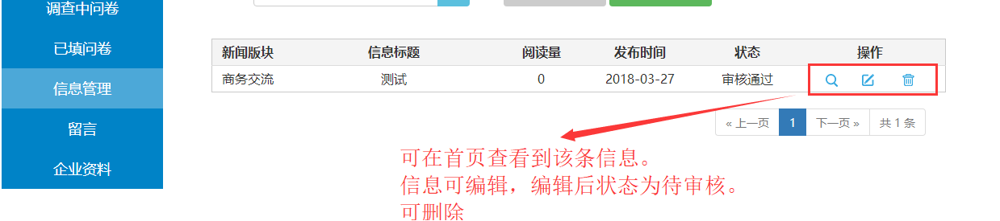 调查中问卷
已填问卷
信息管理
留言
企业资料
新闻版块 信息标题 阅读量 发布时间 状态 操作
商务交流 测试 0 2018-03-27 审核通过
« 上一页 1 下一页 » 共 1 条
可在首页查看到该条信息。
信息可编辑，编辑后状态为待审核。
可删除